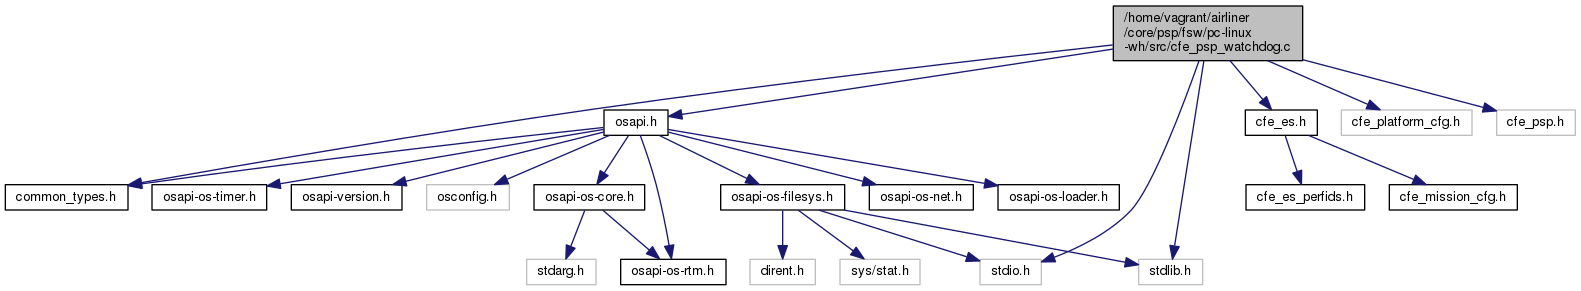 /home/vagrant/airliner
/core/psp/fsw/pc-linux
-wh/src/cfe_psp_watchdog.c
osapi.h
cfe_es.h
cfe_platform_cfg.h
cfe_psp.h
common_types.h
osapi-os-timer.h
osapi-version.h
osconfig.h
osapi-os-core.h
osapi-os-filesys.h
osapi-os-net.h
osapi-os-loader.h
cfe_es_perfids.h
cfe_mission_cfg.h
stdarg.h
osapi-os-rtm.h
dirent.h
sys/stat.h
stdio.h
stdlib.h